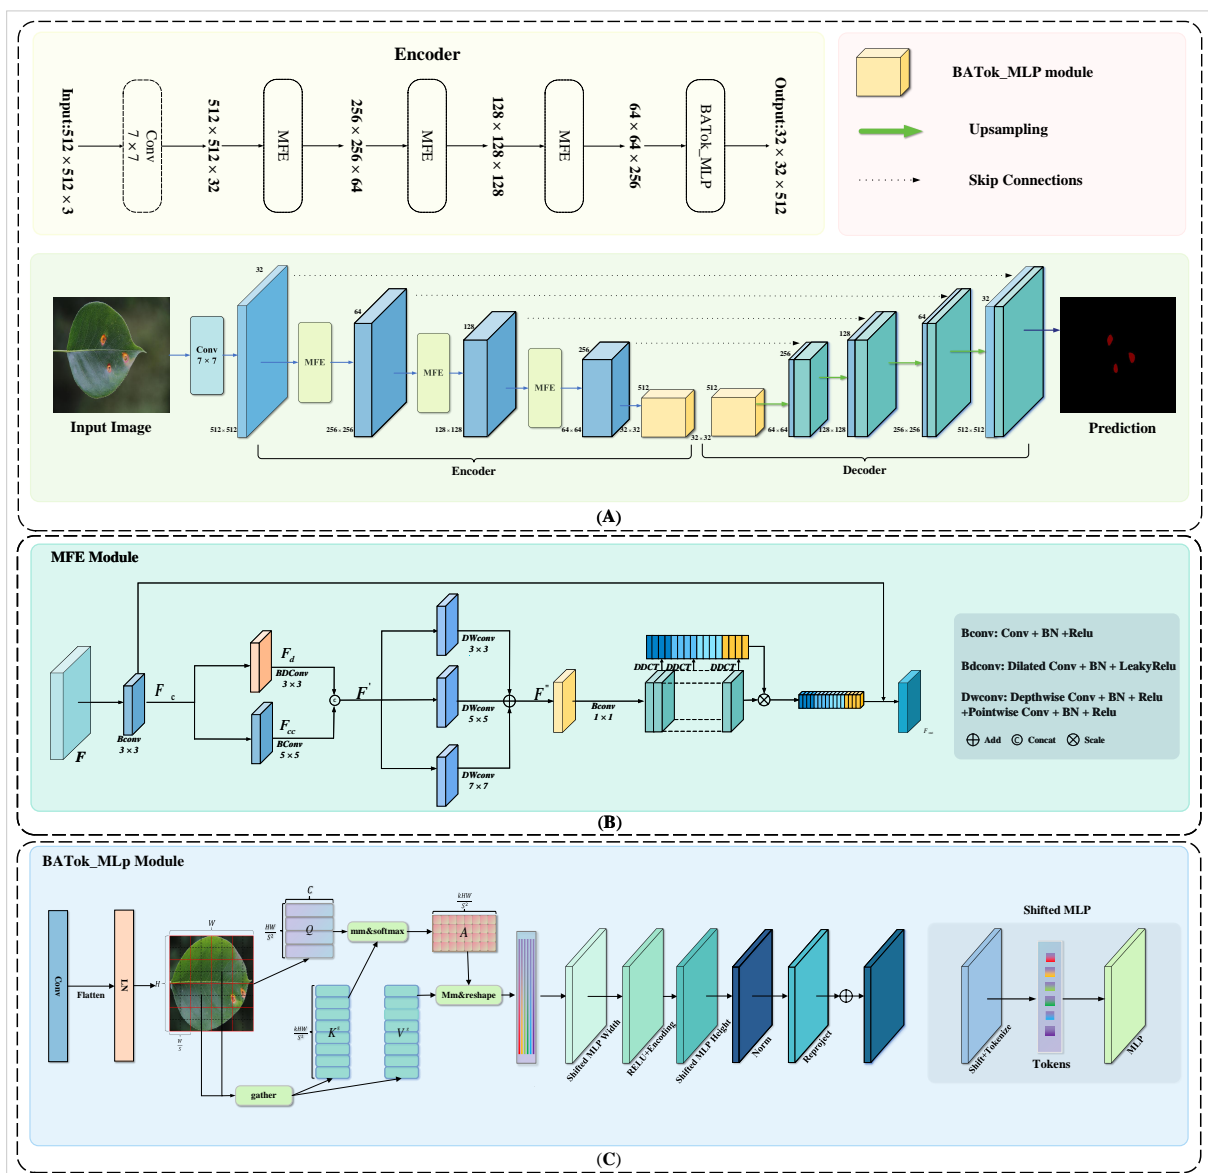 Encoder
Input:512 × 512 × 3
Conv
7 × 7
512 × 512 × 32
MFE
256 × 256 × 64
MFE
128 × 128 × 128
MFE
64 × 64 × 256
BATok_MLP
Output:32 × 32 × 512
BATok_MLP module
Upsampling
Skip Connections
Input Image
Conv
7 × 7
32
512 × 512
MFE
64
256 × 256
MFE
128
128 × 128
MFE
256
64 × 64
512
32 × 32
512
32 × 32
256
64 × 64
128
128 × 128
64
256 × 256
32
512 × 512
Prediction
Encoder
Decoder
(A)
MFE Module
F
Bconv
3 × 3
F c
F d
BDConv
3 × 3
F cc
BConv
5 × 5
C
F'
DWconv
3 × 3
DWconv
5 × 5
DWconv
7 × 7
F"
Bconv
1 × 1
DDCT DDCT DDCT
Bconv: Conv + BN +Relu
Bdconv: Dilated Conv + BN + LeakyRelu
Dwconv: Depthwise Conv + BN + Relu
+Pointwise Conv + BN + Relu
Add C Concat Scale
(B)
BATok_MLp Module
Conv
Flatten
LN
W
H
W/S
gather
C
HW/S²
Q
kHW/S²
K
V
mm&softmax
kHW/S²
A
Mm&reshape
Shifted MLP Width
RELU+Encoding
Shifted MLP Height
Norm
Reproject
Shifted MLP
Shift+Tokenize
Tokens
MLP
(C)